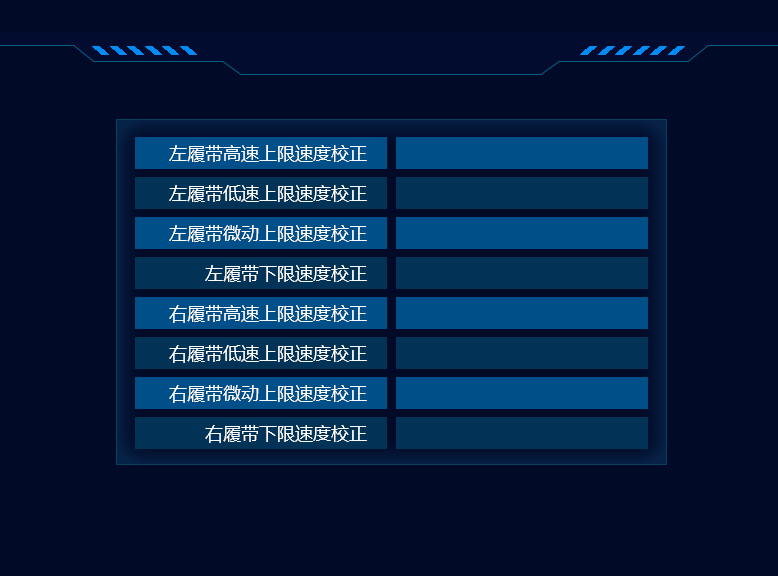 左履带高速上限速度校正
左履带低速上限速度校正
左履带微动上限速度校正
左履带下限速度校正
右履带高速上限速度校正
右履带低速上限速度校正
右履带微动上限速度校正
右履带下限速度校正